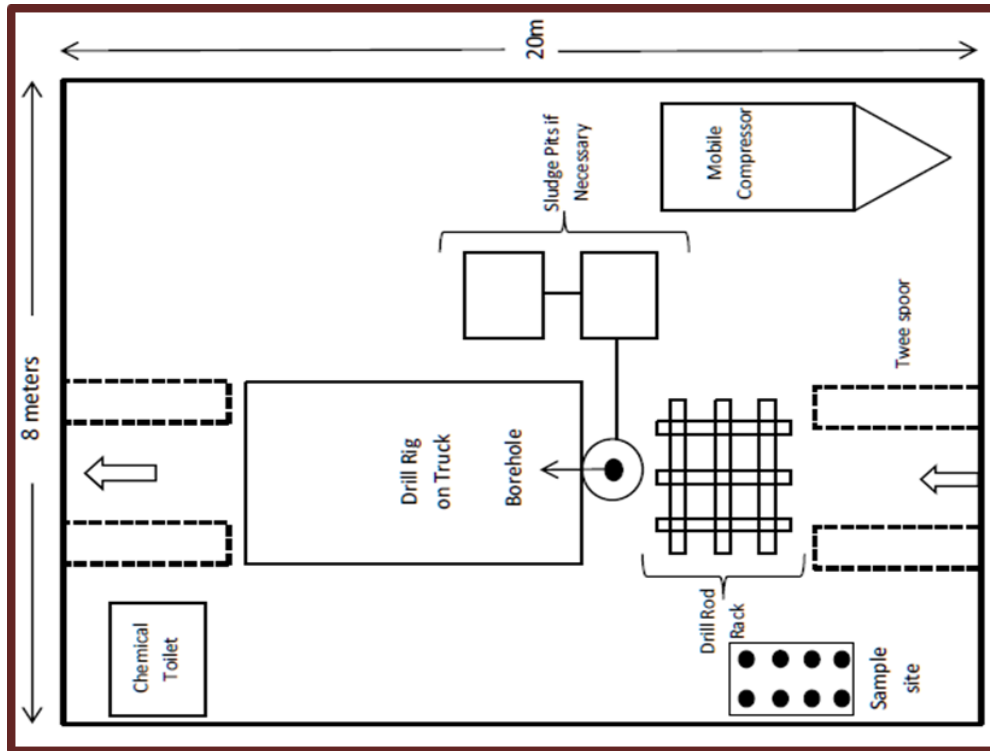 20m
8 meters
Sludge Pits if
Necessary
Mobile
Compressor
Drill Rig
on Truck
Borehole
Twee spoor
Chemical
Toilet
Drill Rod
Rack
Sample
site